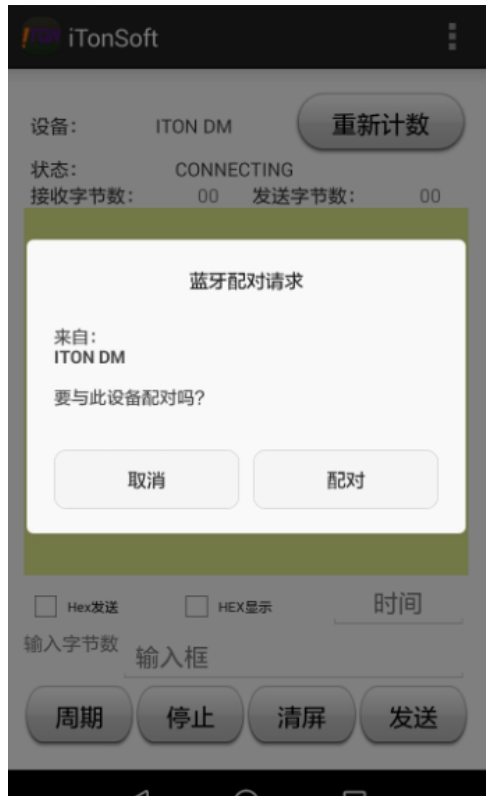 ITON iTonSoft
设备: ITON DM 重新计数
状态: CONNECTING
接收字节数: 00 发送字节数: 00
蓝牙配对请求
来自:
ITON DM
要与此设备配对吗?
取消 配对
Hex发送 HEX显示 时间
输入字节数 输入框
周期 停止 清屏 发送